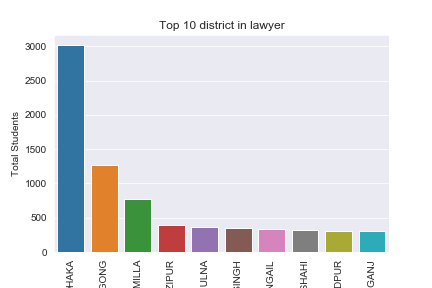 Top 10 district in lawyer
Total Students
3000
2500
2000
1500
1000
500
0
HAKA
GONG
MILLA
ZIPUR
ULNA
SINGH
NGAIL
SHAHI
DPUR
GANJ